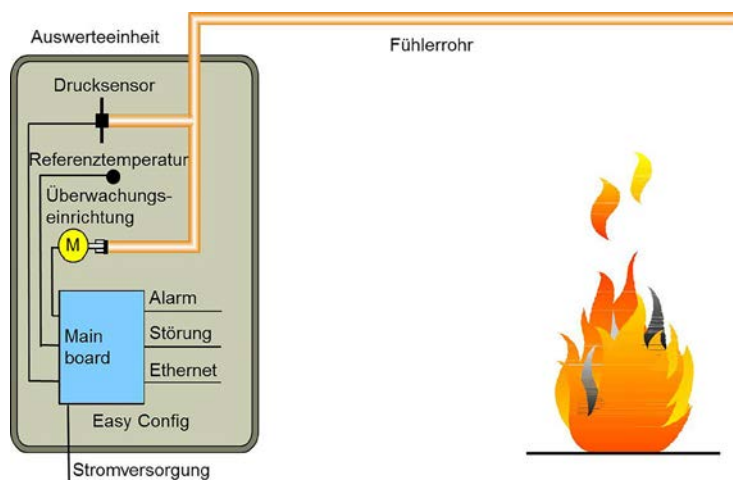 Auswerteeinheit
Fühlerrohr
Drucksensor
Referenztemperatur
Überwachungs-
einrichtung
M
Alarm
Main
board
Störung
Ethernet
Easy Config
Stromversorgung